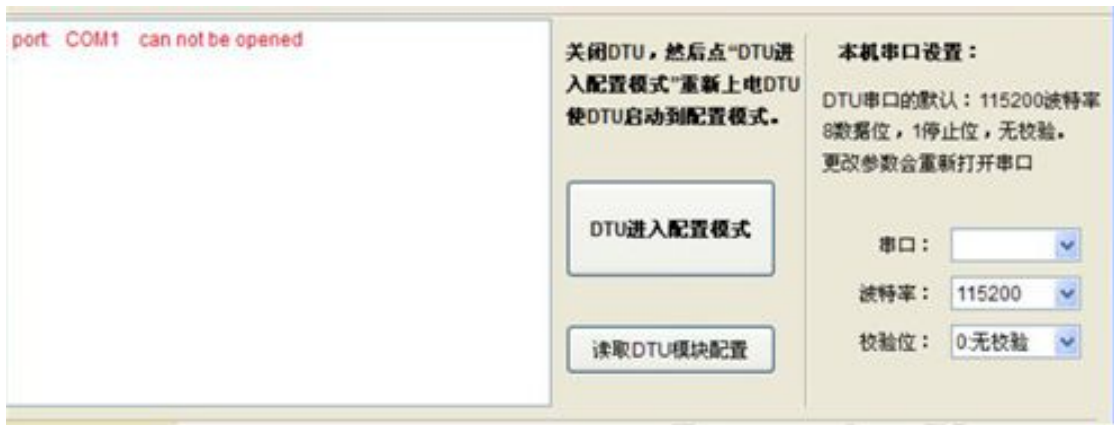 port: COM1 can not be opened
关闭DTU，然后点“DTU进
入配置模式”重新上电DTU
使DTU启动到配置模式。
DTU进入配置模式
读取DTU模块配置
本机串口设置：
DTU串口的默认：115200波特率
8数据位，1停止位，无校验。
更改参数会重新打开串口
串口：
波特率： 115200
校验位： 0:无校验